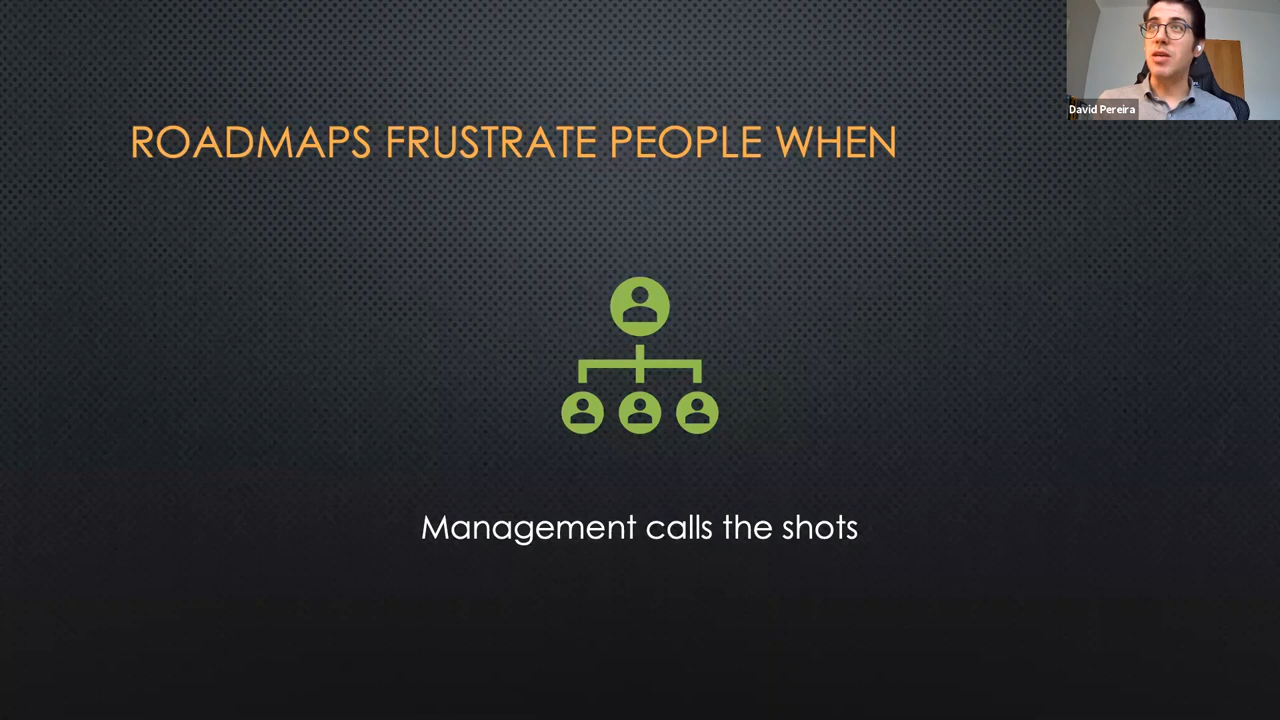 David Pereira
ROADMAPS FRUSTRATE PEOPLE WHEN
Management calls the shots